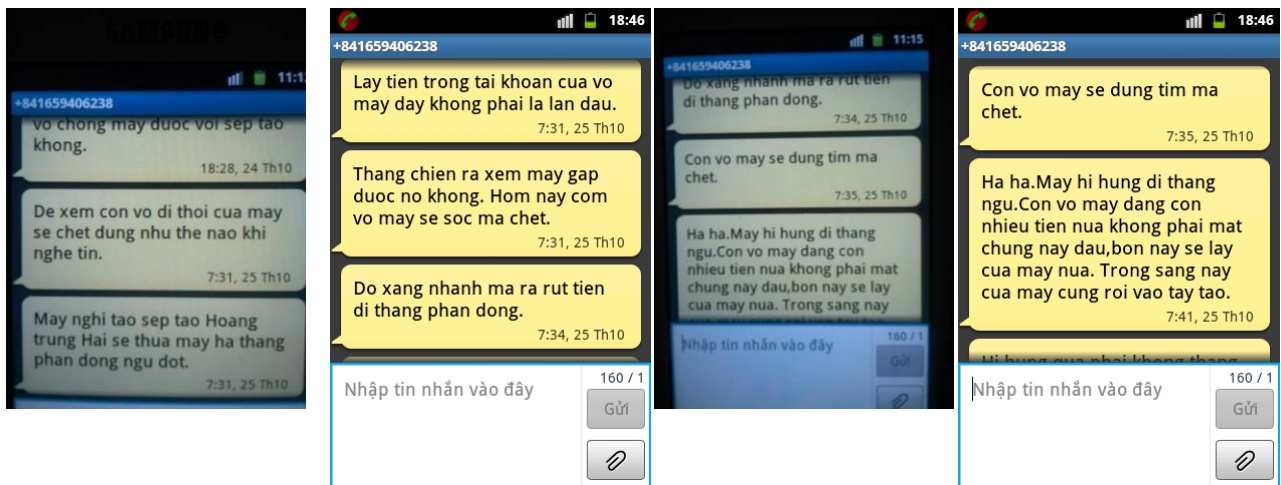 SAMSUNG
11:1
+841659406238
vo chong may duoc voi sep tao
khong.
18:28, 24 Th10
De xem con vo di thoi cua may
se chet dung nhu the nao khi
nghe tin.
7:31, 25 Th10
May nghi tao sep tao Hoang
trung Hai se thua may ha thang
phan dong ngu dot.
7:31, 25 Th10
18:46
+841659406238
Lay tien trong tai khoan cua vo
may day khong phai la lan dau.
7:31, 25 Th10
Thang chien ra xem may gap
duoc no khong. Hom nay com
vo may se soc ma chet.
7:31, 25 Th10
Do xang nhanh ma ra rut tien
di thang phan dong.
7:34, 25 Th10
Nhập tin nhắn vào đây
160 / 1
Gửi
11:15
+841659406238
Do xang nhanh ma ra rut tien
di thang phan dong.
7:34, 25 Th10
Con vo may se dung tim ma
chet.
7:35, 25 Th10
Ha ha.May hi hung di thang
ngu.Con vo may dang con
nhieu tien nua khong phai mat
chung nay dau,bon nay se lay
cua may nua. Trong sang nay
Nhập tin nhắn vào đây
160 / 1
Gửi
18:46
+841659406238
Con vo may se dung tim ma
chet.
7:35, 25 Th10
Ha ha.May hi hung di thang
ngu.Con vo may dang con
nhieu tien nua khong phai mat
chung nay dau,bon nay se lay
cua may nua. Trong sang nay
cua may cung roi vao tay tao.
7:41, 25 Th10
Hi hung qua phai khong thang
Nhập tin nhắn vào đây
160 / 1
Gửi